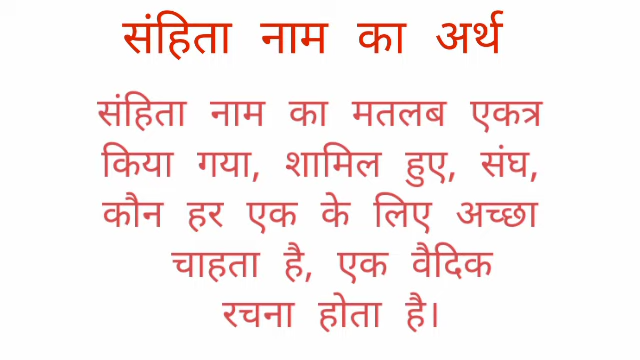 संहिता नाम का अर्थ
संहिता नाम का मतलब एकत्र
किया गया, शामिल हुए, संघ,
कौन हर एक के लिए अच्छा
चाहता है, एक वैदिक
रचना होता है।